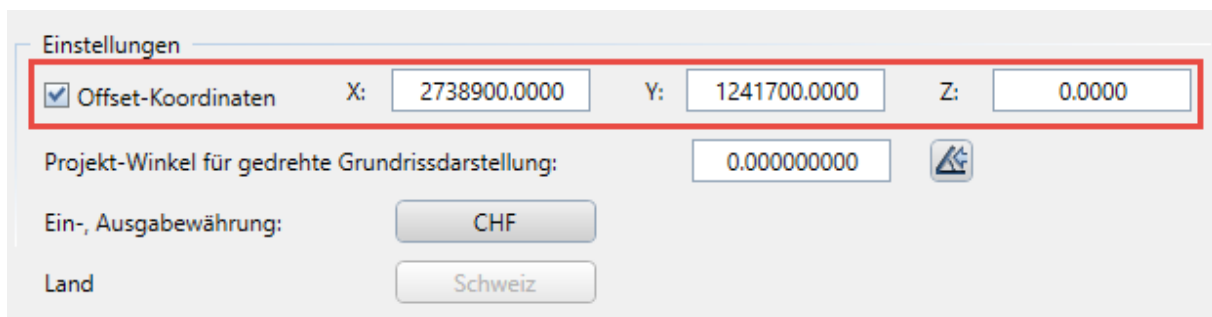 Einstellungen
Offset-Koordinaten X: 2738900.0000 Y: 1241700.0000 Z: 0.0000
Projekt-Winkel für gedrehte Grundrissdarstellung: 0.000000000
Ein-, Ausgabewährung: CHF
Land Schweiz